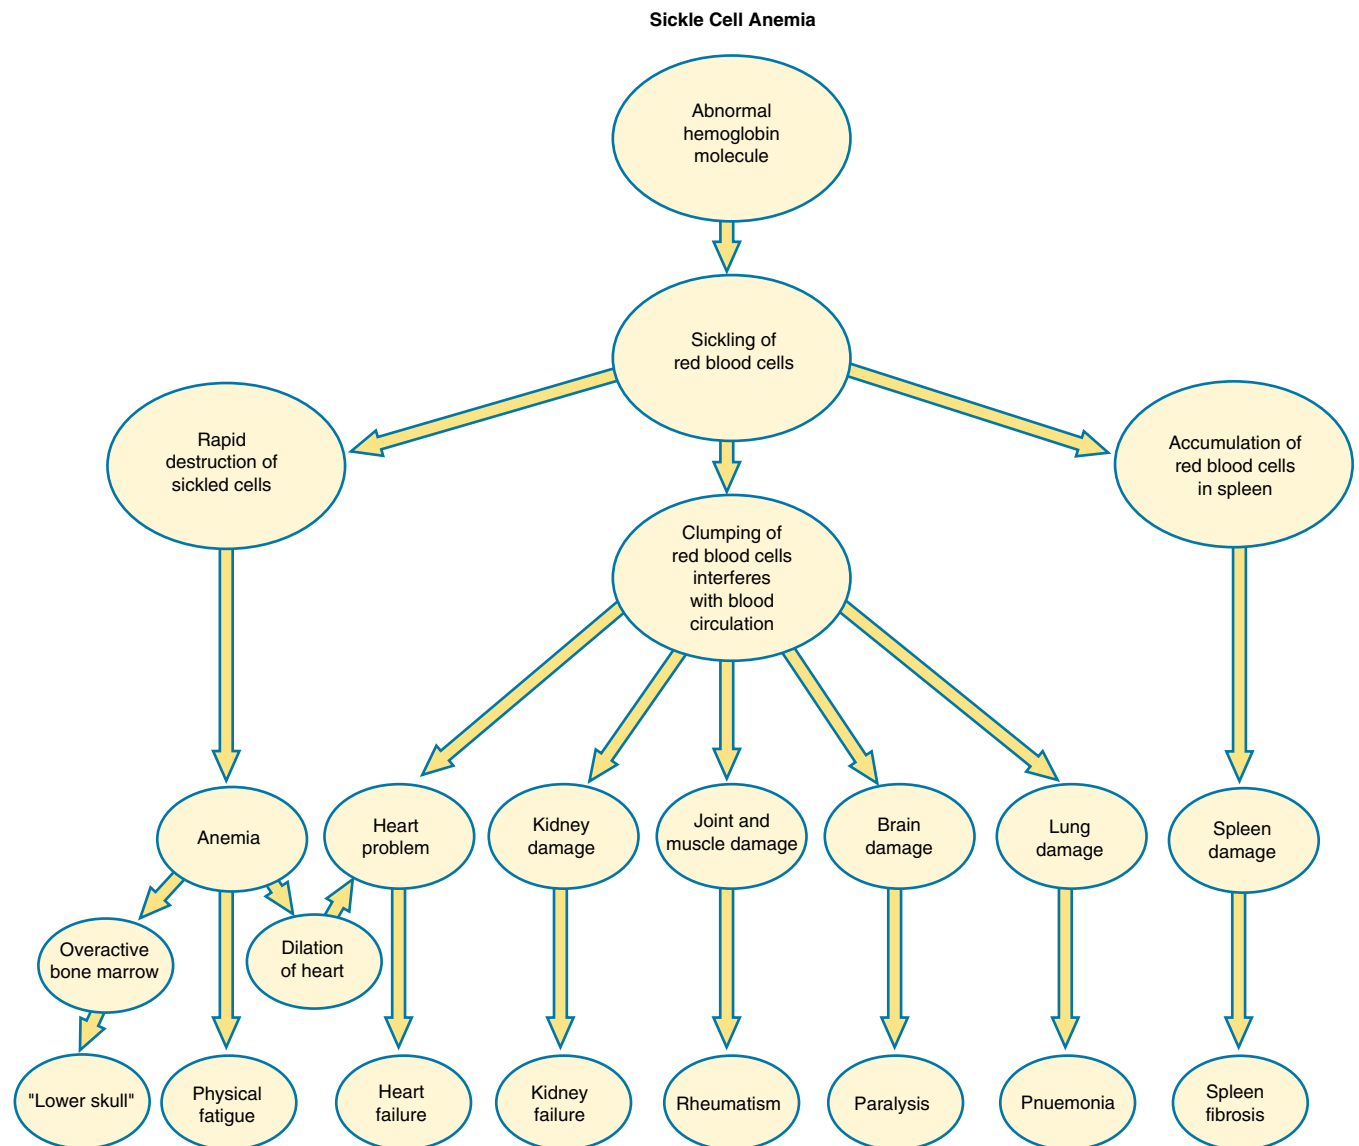 Sickle Cell Anemia
Abnormal
hemoglobin
molecule
Sickling of
red blood cells
Rapid
destruction of
sickled cells
Accumulation of
red blood cells
in spleen
Clumping of
red blood cells
interferes
with blood
circulation
Anemia
Heart
problem
Kidney
damage
Joint and
muscle damage
Brain
damage
Lung
damage
Spleen
damage
Overactive
bone marrow
Dilation
of heart
"Lower skull"
Physical
fatigue
Heart
failure
Kidney
failure
Rheumatism
Paralysis
Pnuemonia
Spleen
fibrosis